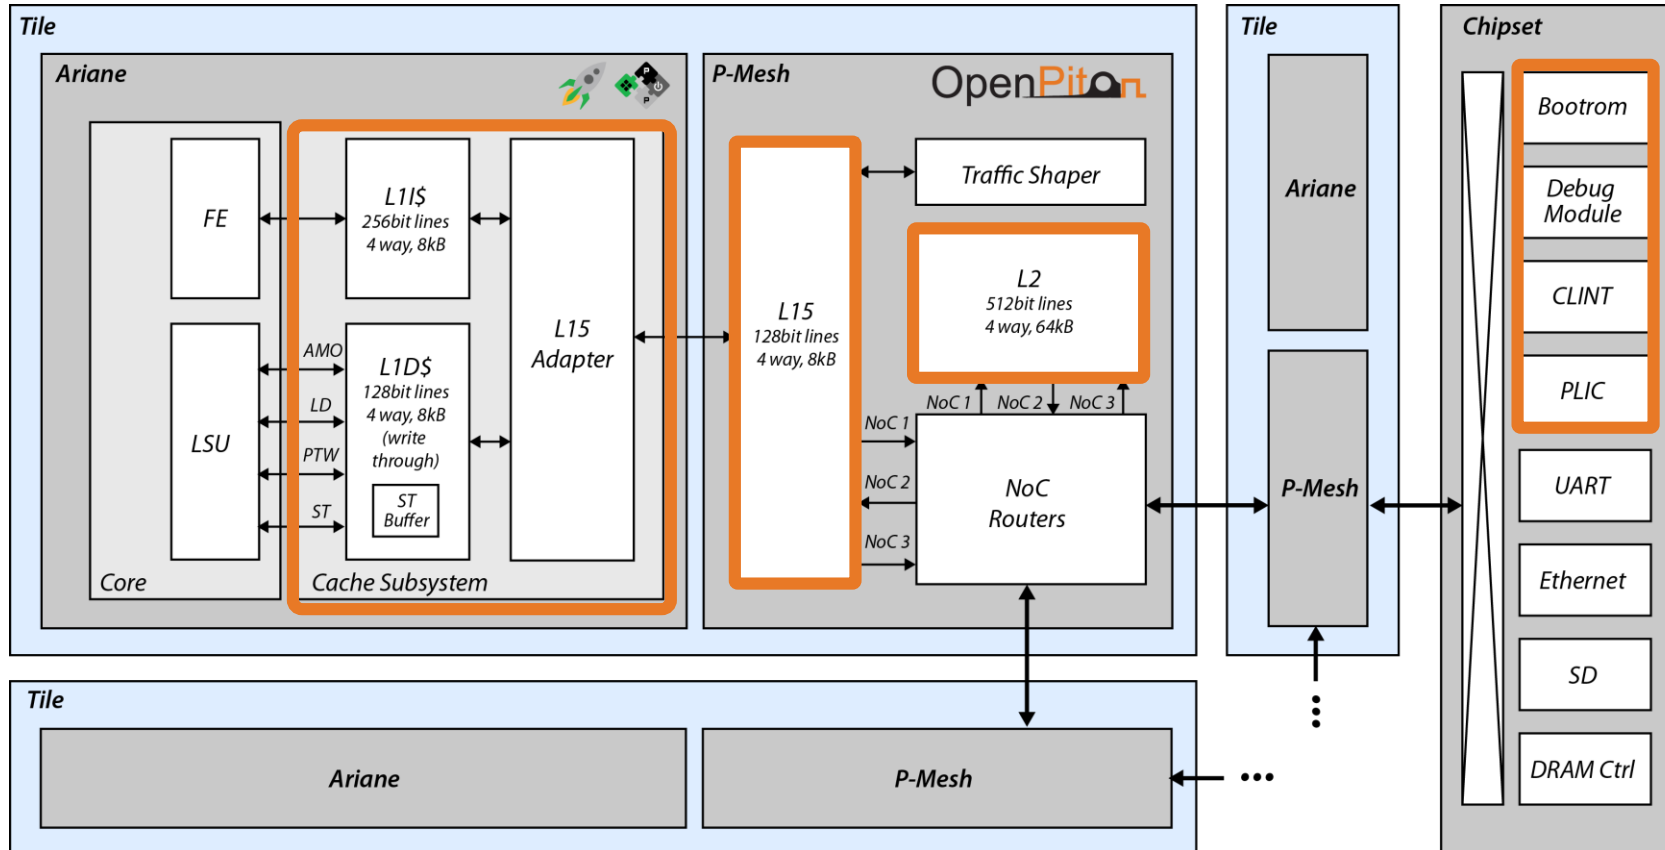 Tile
Ariane
P-Mesh
OpenPiton
FE
L1I$
256bit lines
4 way, 8kB
LSU
AMO
LD
PTW
ST
L1D$
128bit lines
4 way, 8kB
(write
through)
ST
Buffer
L15
Adapter
Core
Cache Subsystem
L15
128bit lines
4 way, 8kB
Traffic Shaper
L2
512bit lines
4 way, 64kB
NoC 1
NoC 2
NoC 3
NoC 1
NoC 2
NoC 3
NoC
Routers
Tile
Ariane
P-Mesh
Chipset
Bootrom
Debug
Module
CLINT
PLIC
UART
Ethernet
SD
DRAM Ctrl
Tile
Ariane
P-Mesh